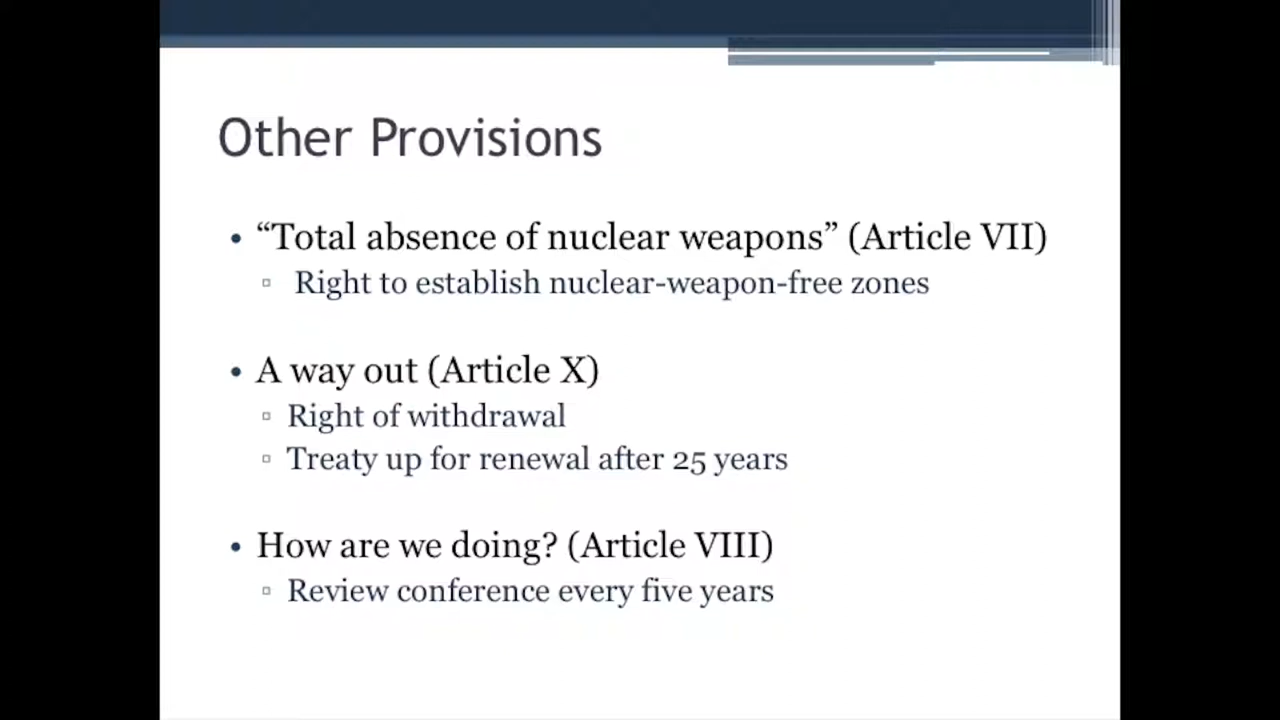 Other Provisions
• “Total absence of nuclear weapons” (Article VII)
▫ Right to establish nuclear-weapon-free zones
• A way out (Article X)
▫ Right of withdrawal
▫ Treaty up for renewal after 25 years
• How are we doing? (Article VIII)
▫ Review conference every five years